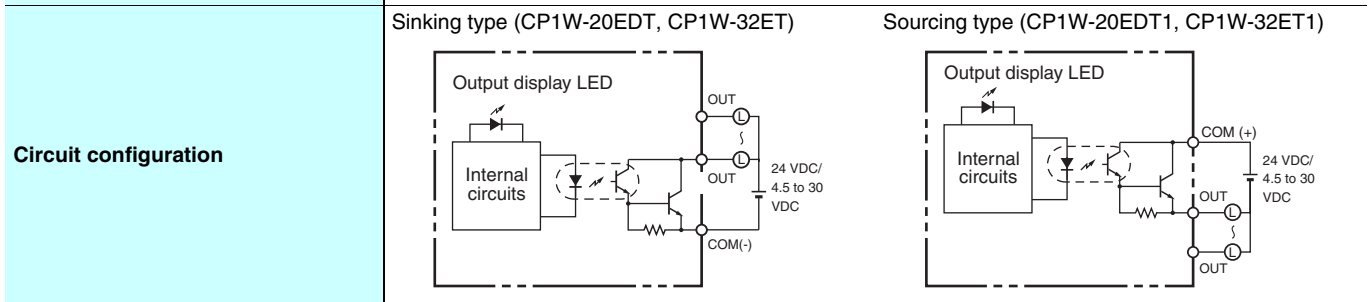 Circuit configuration
Sinking type (CP1W-20EDT, CP1W-32ET)
Output display LED
Internal
circuits
OUT
L
L
OUT
24 VDC/
4.5 to 30
VDC
COM(-)
Sourcing type (CP1W-20EDT1, CP1W-32ET1)
Output display LED
Internal
circuits
COM (+)
24 VDC/
4.5 to 30
VDC
OUT
L
L
OUT